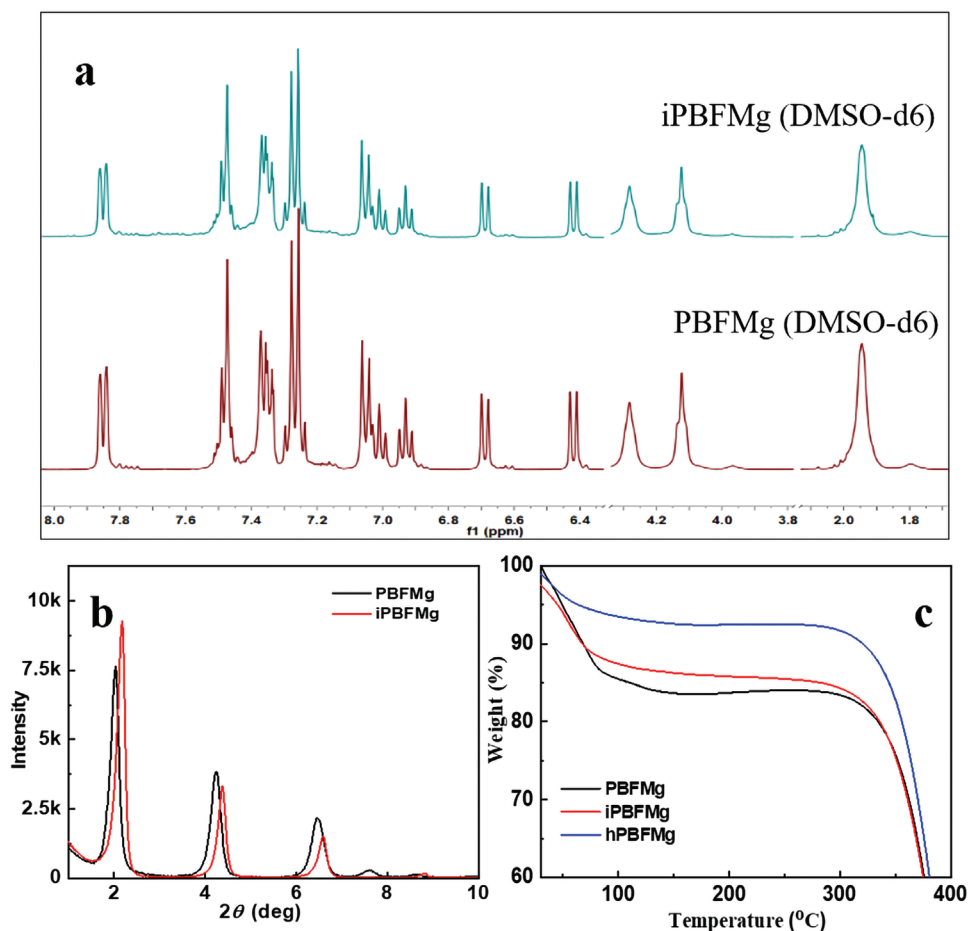 a
iPBFMg (DMSO-d6)
PBFMg (DMSO-d6)
8.0 7.8 7.6 7.4 7.2 7.0 6.8 6.6 6.4 4.2 4.0 3.8 2.0 1.8
f1 (ppm)
b
PBFMg
iPBFMg
10k
7.5k
5k
2.5k
0
Intensity
2 4 6 8 10
2θ (deg)
c
100
90
80
70
60
Weight (%)
PBFMg
iPBFMg
hPBFMg
100 200 300 400
Temperature (⁰C)